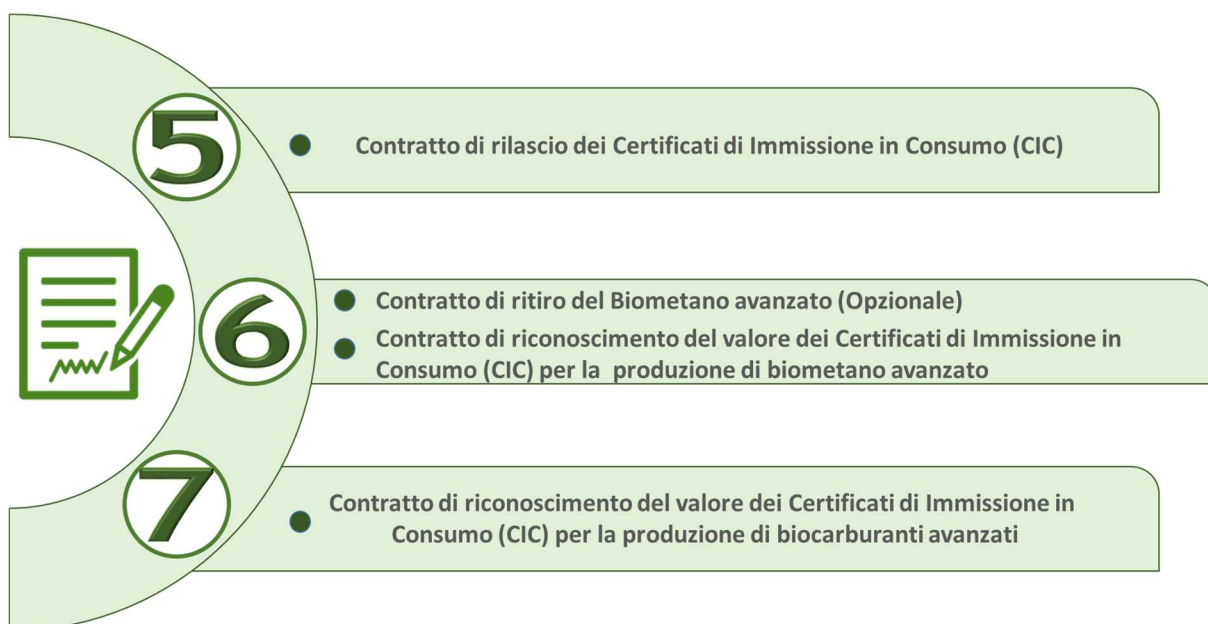 5
Contratto di rilascio dei Certificati di Immissione in Consumo (CIC)
6
Contratto di ritiro del Biometano avanzato (Opzionale)
Contratto di riconoscimento del valore dei Certificati di Immissione in
Consumo (CIC) per la produzione di biometano avanzato
7
Contratto di riconoscimento del valore dei Certificati di Immissione in
Consumo (CIC) per la produzione di biocarburanti avanzati